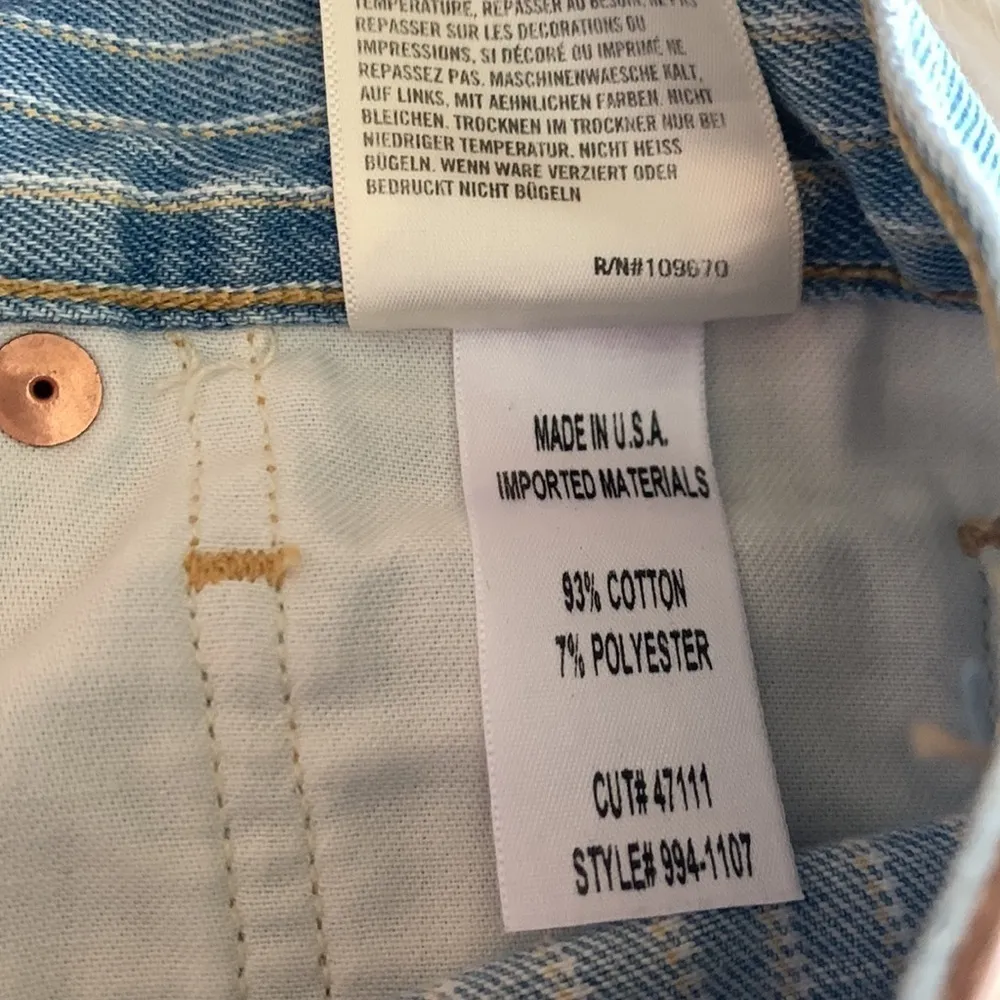 TEMPERATURE, REPASSER AU BESOIN, NE PAS
REPASSER SUR LES DECORATIONS OU
IMPRESSIONS, SI DÉCORÉ OU IMPRIMÉ NE
REPASSEZ PAS. MASCHINENWAESCHE KALT,
AUF LINKS, MIT AEHNLICHEN FARBEN. NICHT
BLEICHEN. TROCKNEN IM TROCKNER NUR BEI
NIEDRIGER TEMPERATUR. NICHT HEISS
BÜGELN. WENN WARE VERZIERT ODER
BEDRUCKT NICHT BÜGELN
R/N#109670
MADE IN U.S.A.
IMPORTED MATERIALS
93% COTTON
7% POLYESTER
CUT# 47111
STYLE# 994-1107